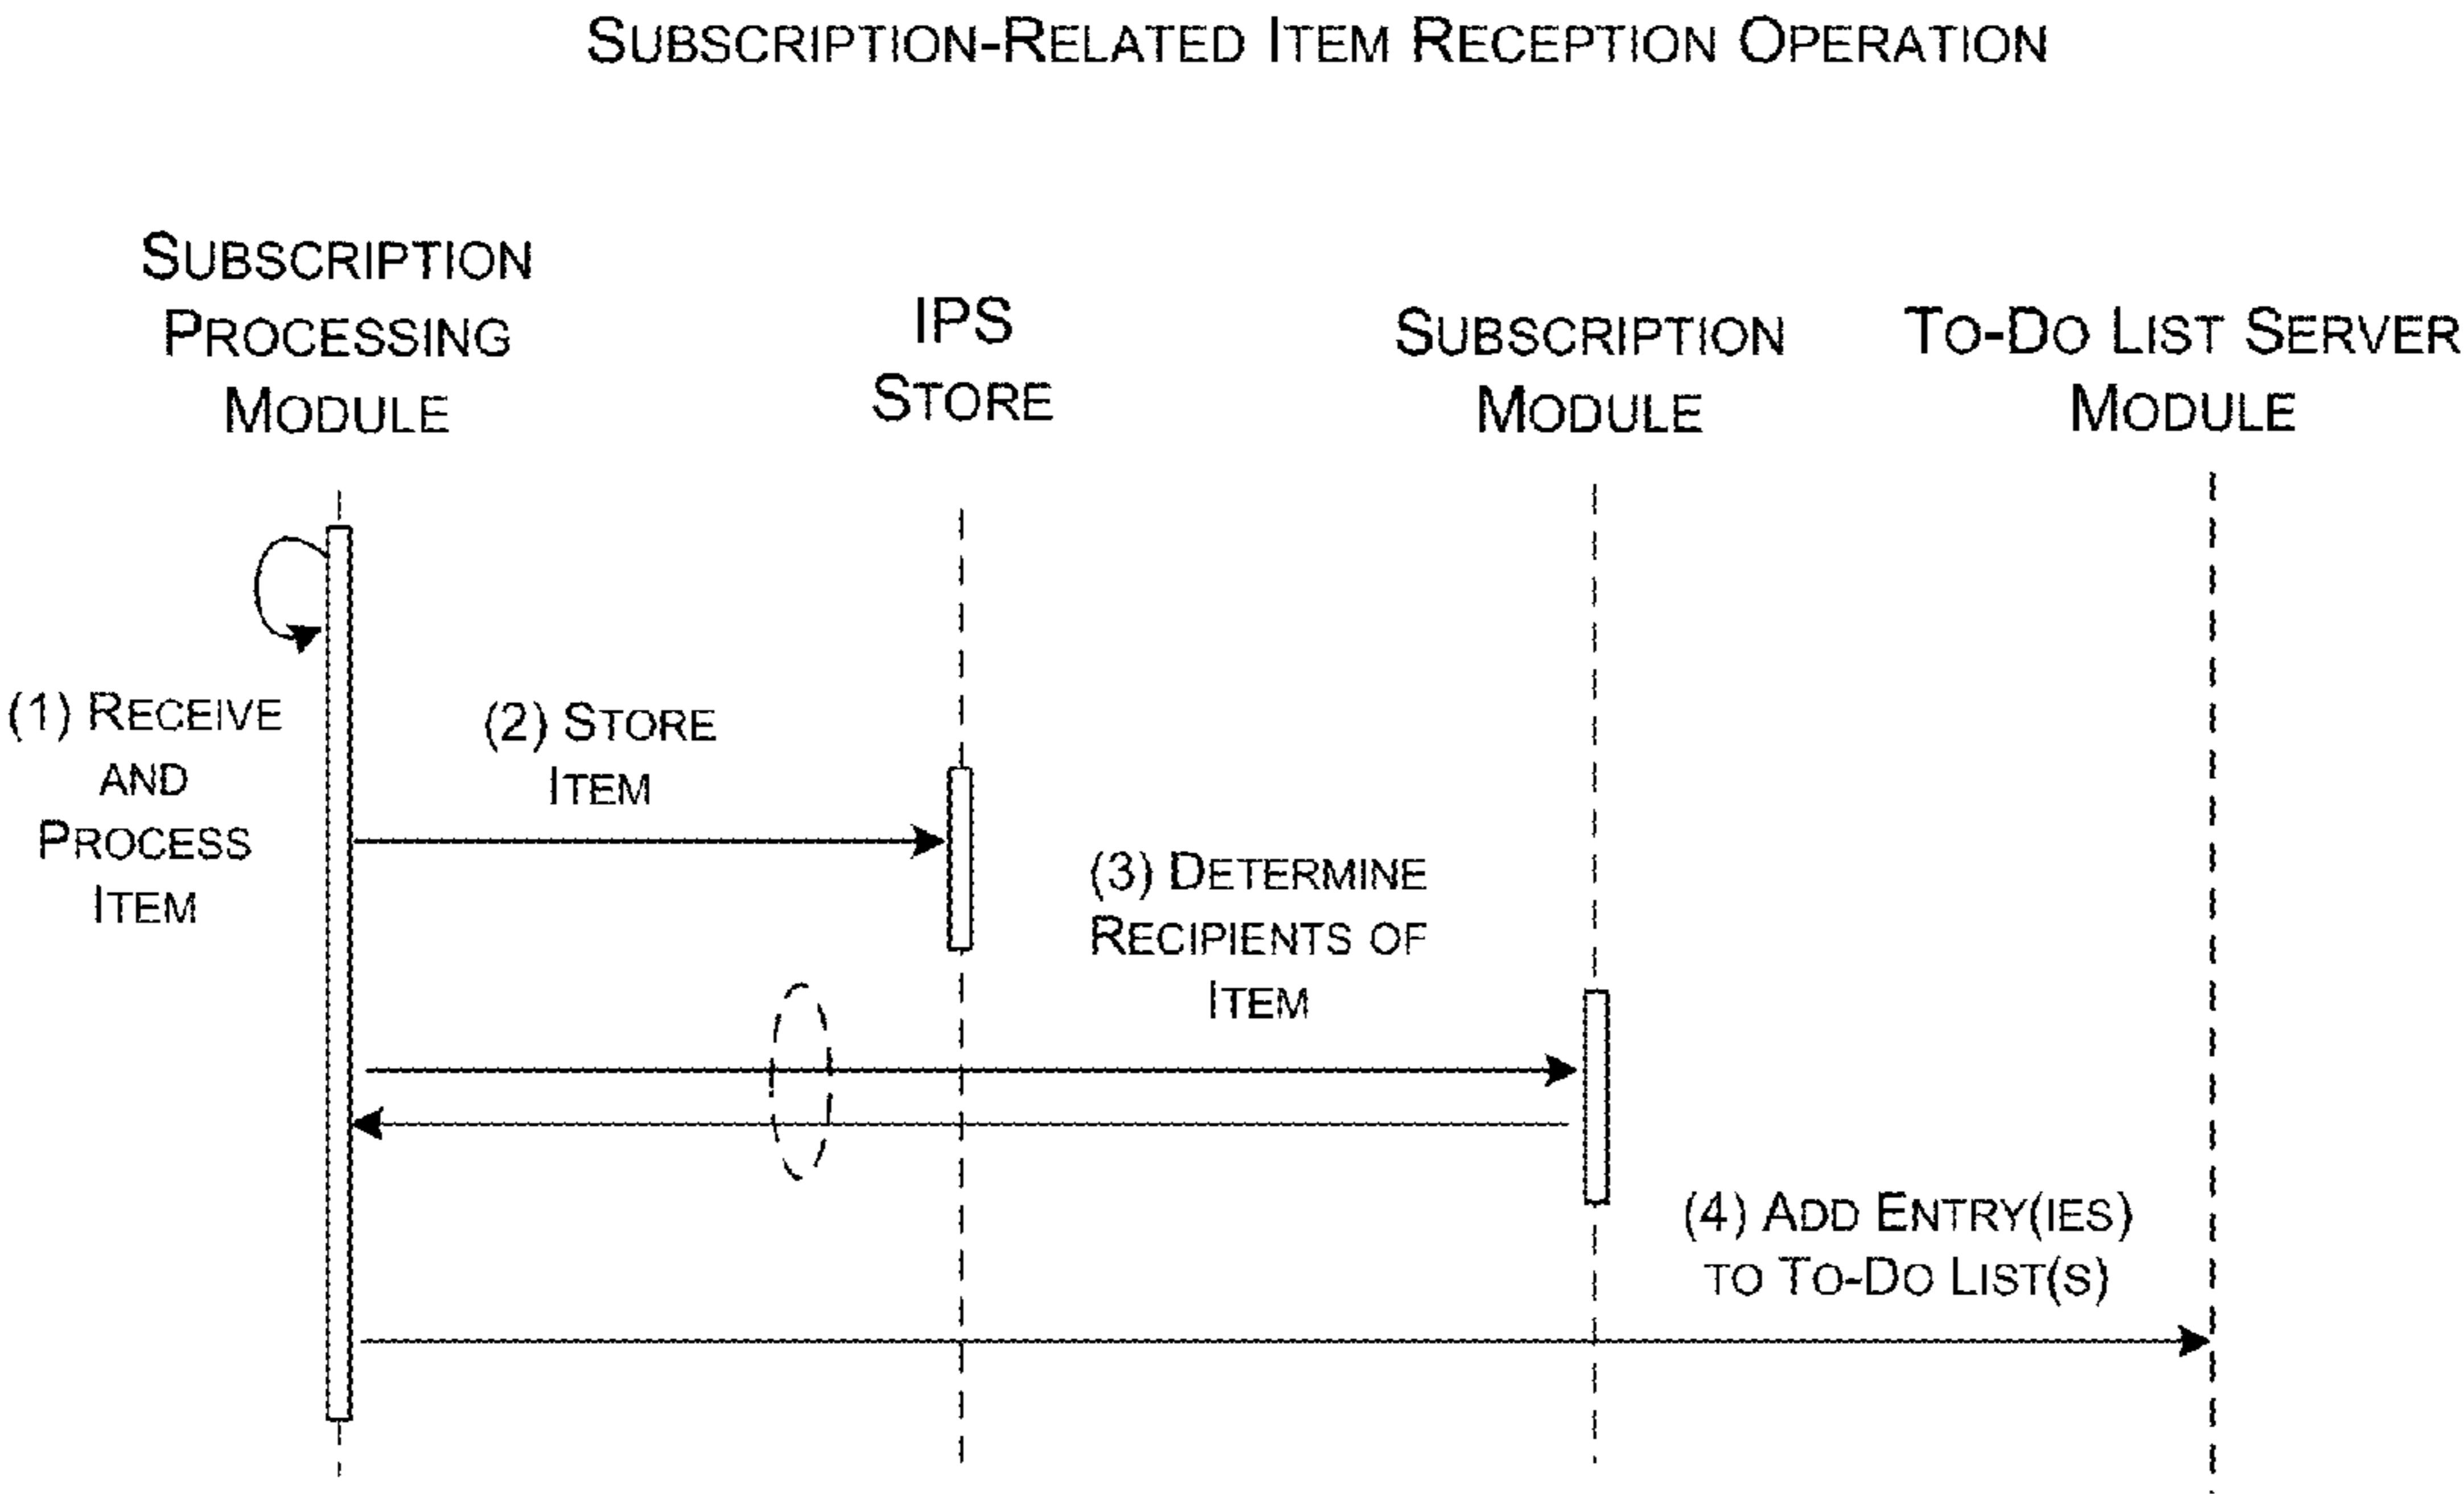 SUBSCRIPTION-RELATED ITEM RECEPTION OPERATION
SUBSCRIPTION
PROCESSING
MODULE
IPS
STORE
SUBSCRIPTION
MODULE
TO-DO LIST SERVER
MODULE
(1) RECEIVE
AND
PROCESS
ITEM
(2) STORE
ITEM
(3) DETERMINE
RECIPIENTS OF
ITEM
(4) ADD ENTRY(IES)
TO TO-DO LIST(S)